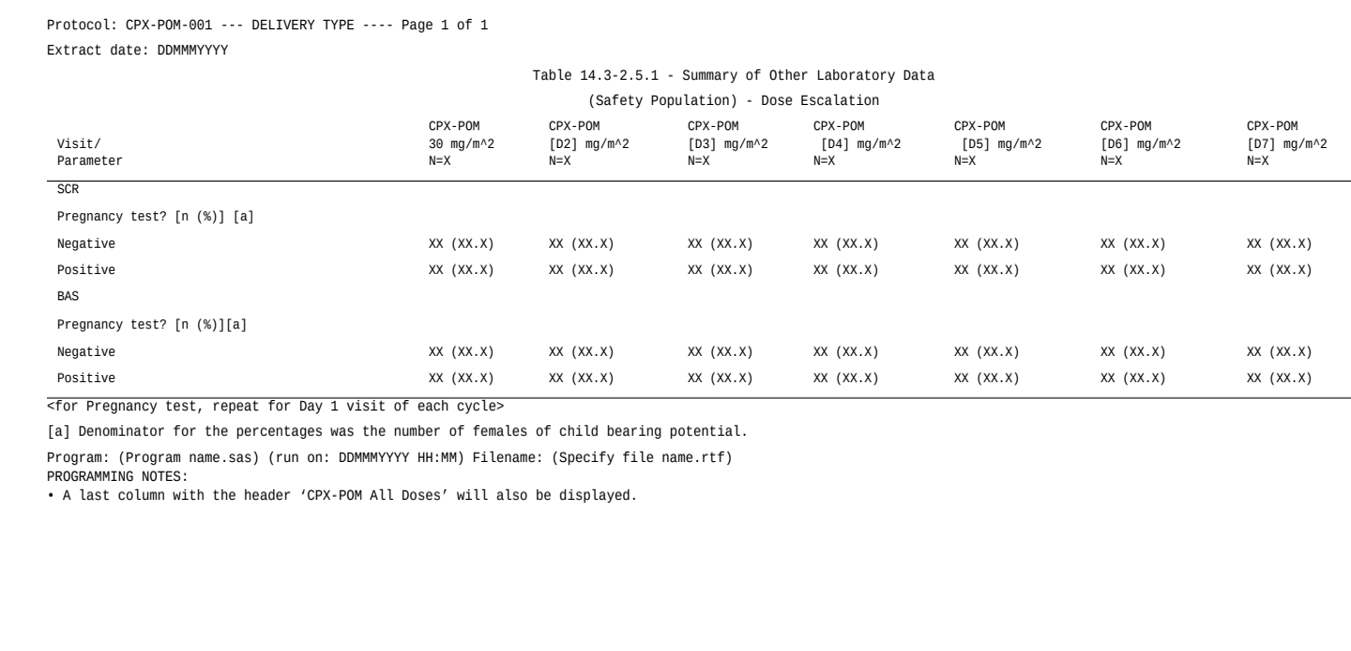 Protocol: CPX-POM-001 --- DELIVERY TYPE ---- Page 1 of 1
Extract date: DDMMMYYYY
Table 14.3-2.5.1 - Summary of Other Laboratory Data
(Safety Population) - Dose Escalation
CPX-POM CPX-POM CPX-POM CPX-POM CPX-POM CPX-POM CPX-POM
Visit/ 30 mg/m^2 [D2] mg/m^2 [D3] mg/m^2 [D4] mg/m^2 [D5] mg/m^2 [D6] mg/m^2 [D7] mg/m^2
Parameter N=X N=X N=X N=X N=X N=X N=X
SCR
Pregnancy test? [n (%)] [a]
Negative XX (XX.X) XX (XX.X) XX (XX.X) XX (XX.X) XX (XX.X) XX (XX.X) XX (XX.X)
Positive XX (XX.X) XX (XX.X) XX (XX.X) XX (XX.X) XX (XX.X) XX (XX.X) XX (XX.X)
BAS
Pregnancy test? [n (%)][a]
Negative XX (XX.X) XX (XX.X) XX (XX.X) XX (XX.X) XX (XX.X) XX (XX.X) XX (XX.X)
Positive XX (XX.X) XX (XX.X) XX (XX.X) XX (XX.X) XX (XX.X) XX (XX.X) XX (XX.X)
<for Pregnancy test, repeat for Day 1 visit of each cycle>
[a] Denominator for the percentages was the number of females of child bearing potential.
Program: (Program name.sas) (run on: DDMMMYYYY HH:MM) Filename: (Specify file name.rtf)
PROGRAMMING NOTES:
• A last column with the header ‘CPX-POM All Doses’ will also be displayed.